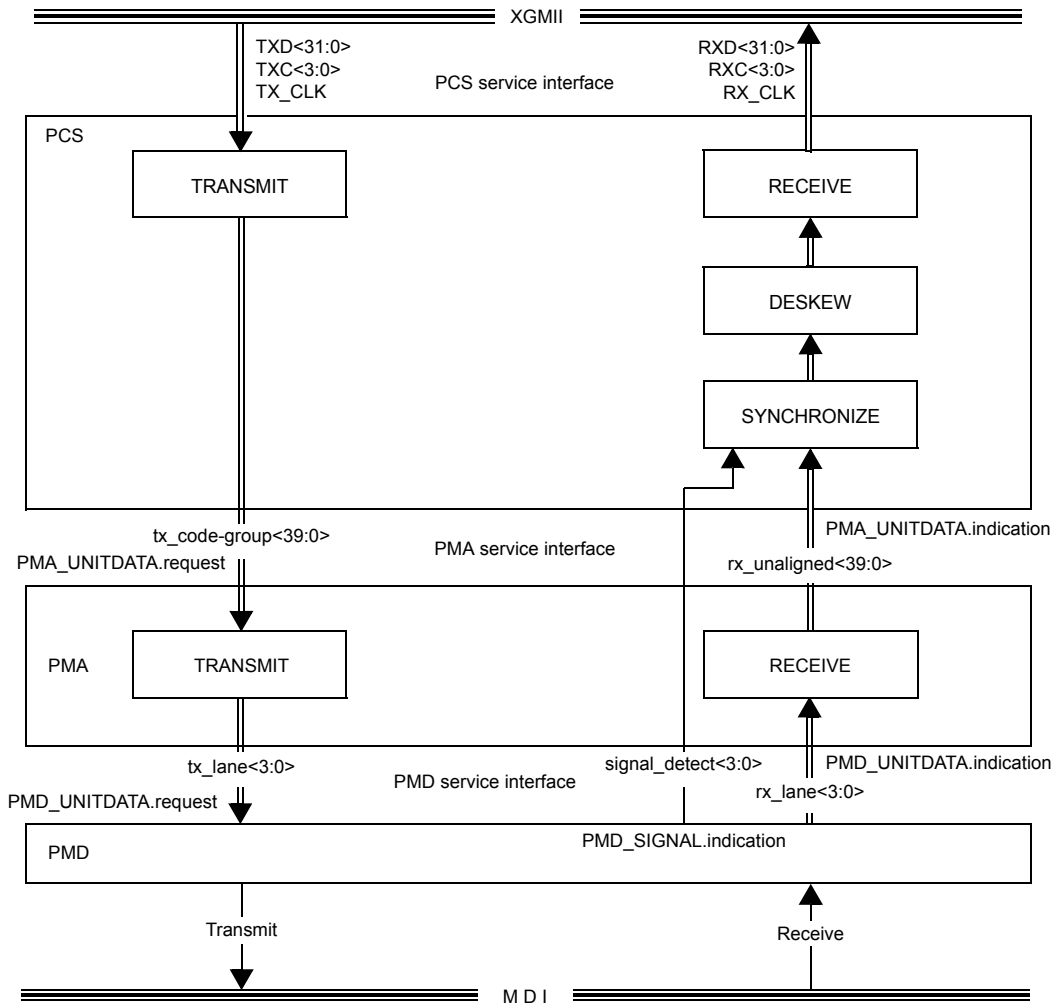 XGMII
TXD<31:0>
TXC<3:0>
TX_CLK
PCS service interface
RXD<31:0>
RXC<3:0>
RX_CLK
PCS
TRANSMIT
RECEIVE
DESKEW
SYNCHRONIZE
tx_code-group<39:0>
PMA_UNITDATA.request
PMA service interface
PMA_UNITDATA.indication
rx_unaligned<39:0>
PMA
TRANSMIT
RECEIVE
tx_lane<3:0>
PMD_UNITDATA.request
PMD service interface
signal_detect<3:0>
PMD_UNITDATA.indication
rx_lane<3:0>
PMD
PMD_SIGNAL.indication
Transmit
Receive
M D I